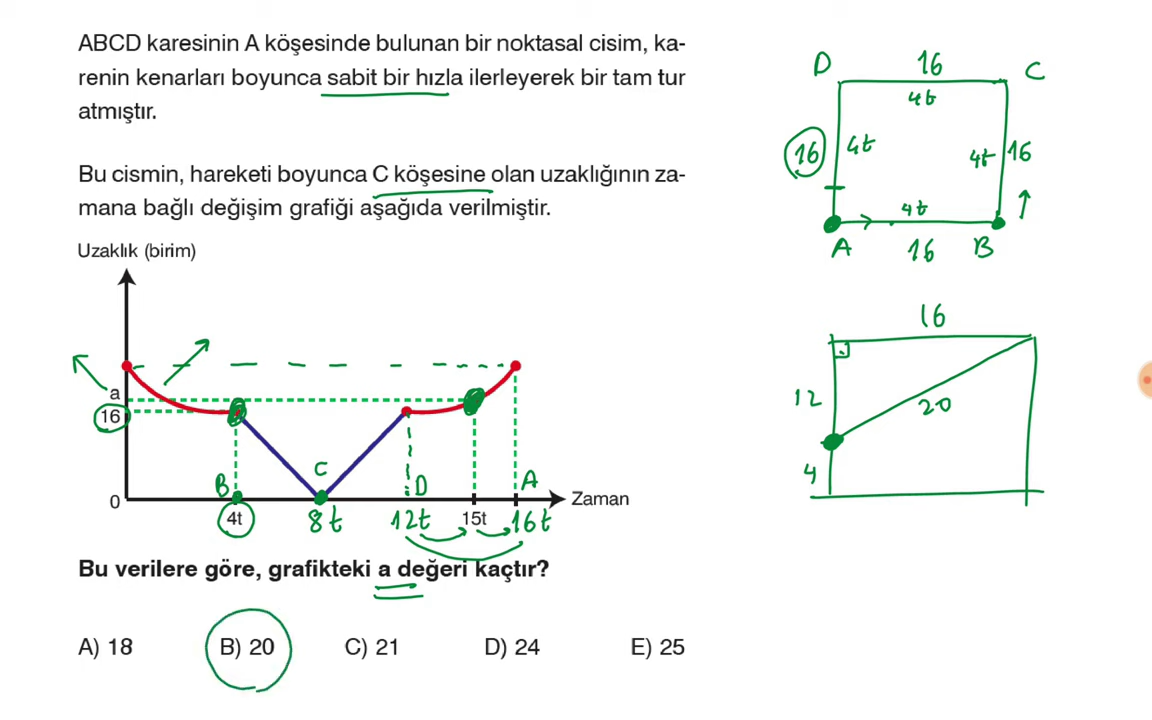 ABCD karesinin A köşesinde bulunan bir noktasal cisim, ka-
renin kenarları boyunca sabit bir hızla ilerleyerek bir tam tur
atmıştır.
Bu cismin, hareketi boyunca C köşesine olan uzaklığının za-
mana bağlı değişim grafiği aşağıda verilmiştir.
Uzaklık (birim)
a
16
0
B
C
D
A
Zaman
4t
8t
12t
15t
16t
Bu verilere göre, grafikteki a değeri kaçtır?
A) 18
B) 20
C) 21
D) 24
E) 25
D
16
C
4t
16
4t
4t
16
4t
A
16
B
16
12
20
4